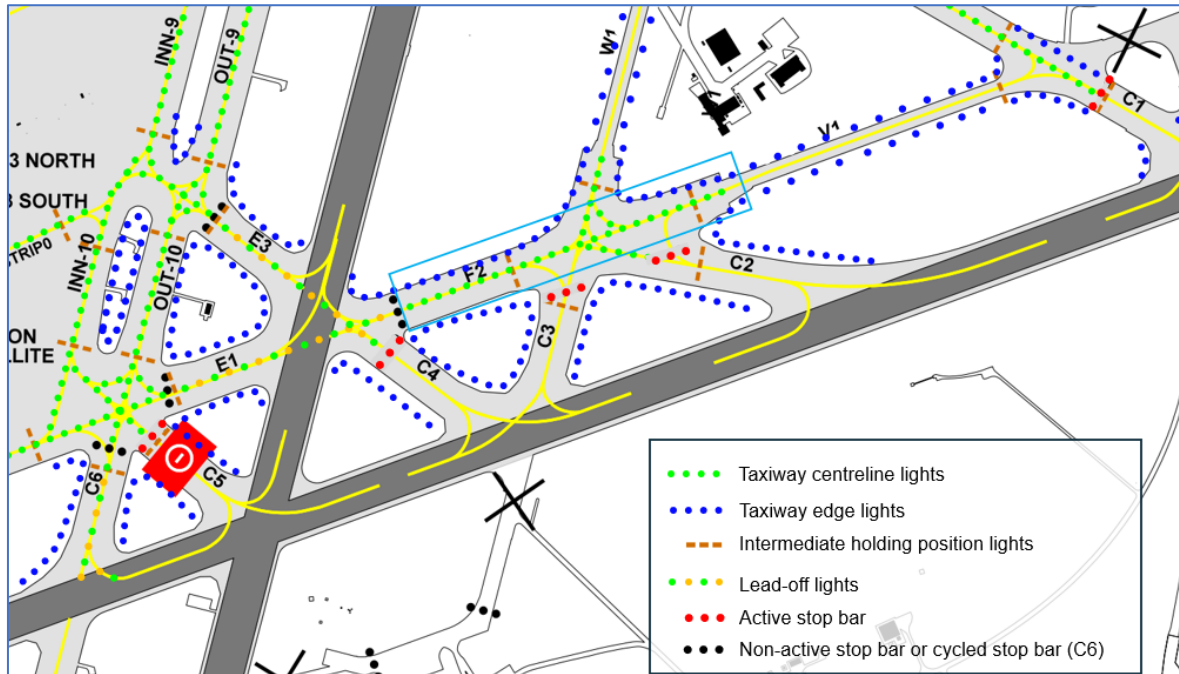 INN-9
OUT-9
W1
C1
V1
3 NORTH
3 SOUTH
STRIP0
E3
INN-10
OUT-10
F2
C2
ON
LLITE
E1
C3
C4
C5
C6
Taxiway centreline lights
Taxiway edge lights
Intermediate holding position lights
Lead-off lights
Active stop bar
Non-active stop bar or cycled stop bar (C6)